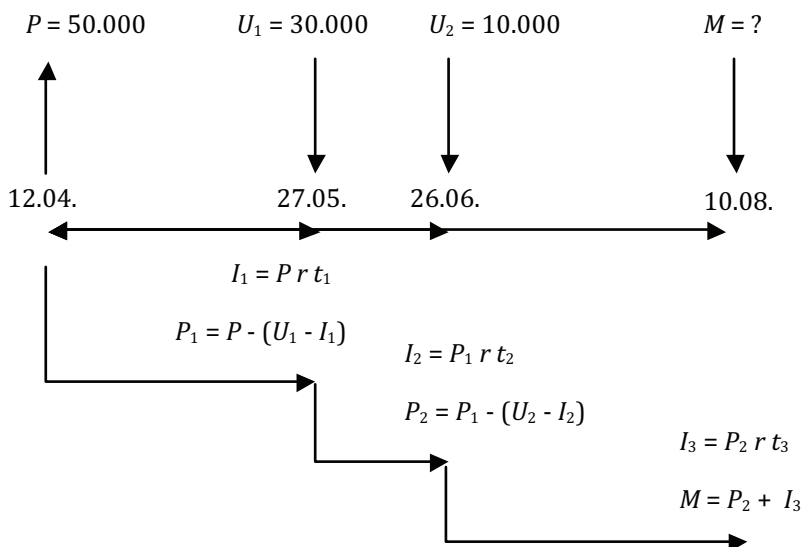 P = 50.000 U₁ = 30.000 U₂ = 10.000 M = ?
12.04. 27.05. 26.06. 10.08.
I₁ = P r t₁
P₁ = P - (U₁ - I₁)
I₂ = P₁ r t₂
P₂ = P₁ - (U₂ - I₂)
I₃ = P₂ r t₃
M = P₂ + I₃